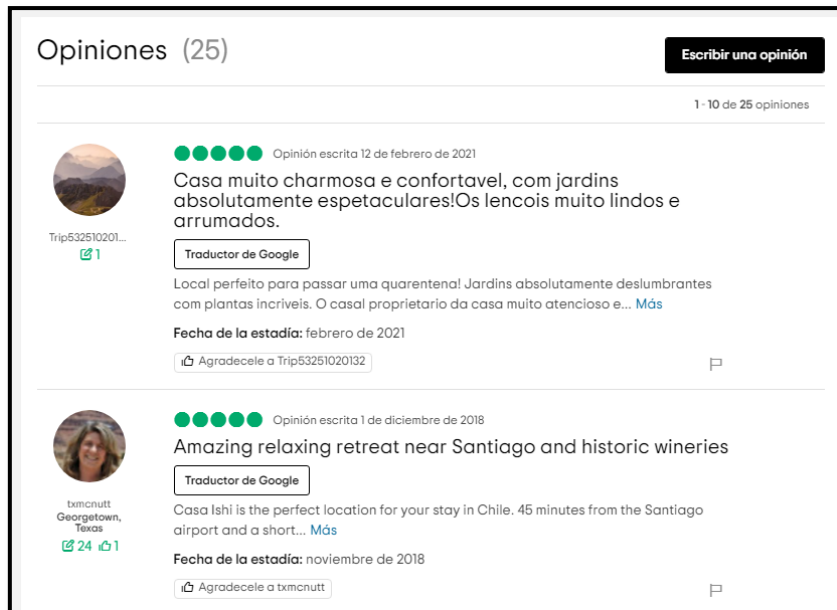 Opiniones (25)
Escribir una opinión
1 - 10 de 25 opiniones
Opinión escrita 12 de febrero de 2021
Casa muito charmosa e confortavel, com jardins
absolutamente espetaculares!Os lencois muito lindos e
arrumados.
Trip532510201...
1
Traductor de Google
Local perfeito para passar uma quarentena! Jardins absolutamente deslumbrantes
com plantas incriveis. O casal proprietario da casa muito atencioso e... Más
Fecha de la estadía: febrero de 2021
Agradecele a Trip53251020132
Opinión escrita 1 de diciembre de 2018
Amazing relaxing retreat near Santiago and historic wineries
Traductor de Google
txmcnutt
Georgetown,
Texas
24 1
Casa Ishi is the perfect location for your stay in Chile. 45 minutes from the Santiago
airport and a short... Más
Fecha de la estadía: noviembre de 2018
Agradecele a txmcnutt